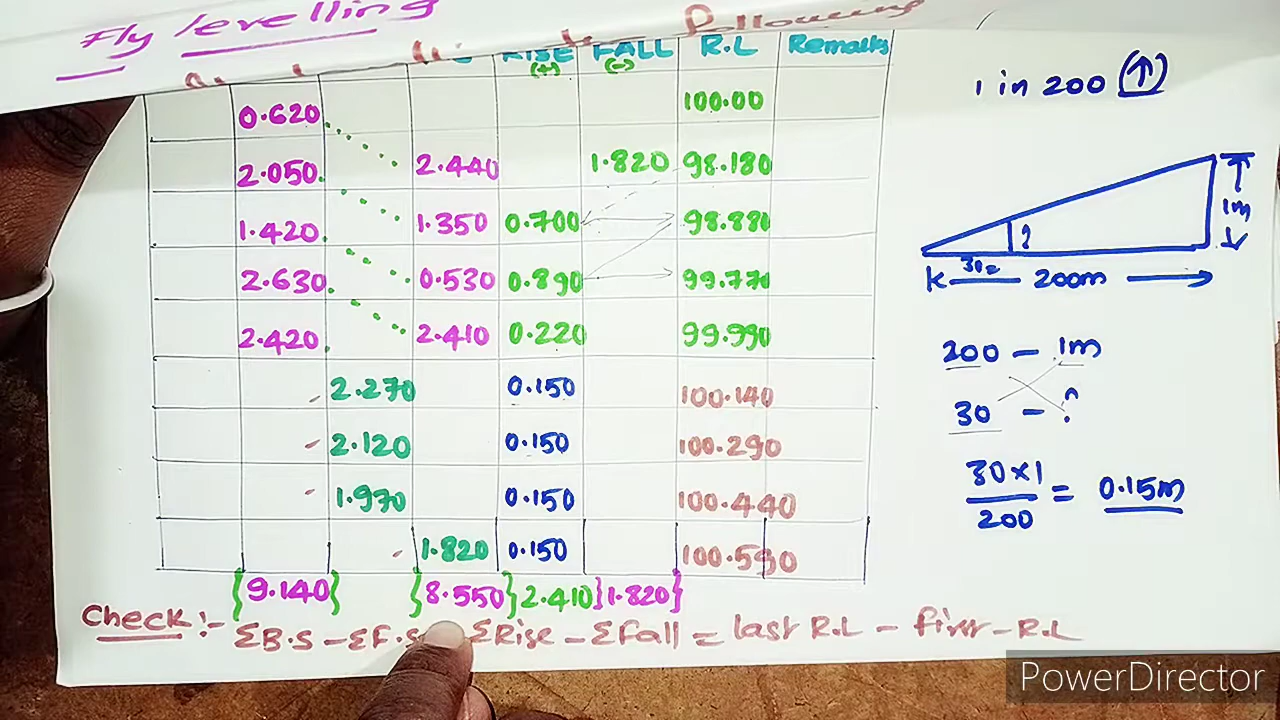 Fly levelling
Following
RISE FALL R.L Remarks
(+) (-)
0.620 100.00
2.050 2.440 1.820 98.180
1.420 1.350 0.700 98.880
2.630 0.530 0.890 99.770
2.420 2.410 0.220 99.990
2.270 0.150 100.140
2.120 0.150 100.290
1.970 0.150 100.440
1.820 0.150 100.590
{9.140} {8.550} 2.410} 1.820}
Check:- ΣB.S - ΣF.S ΣRise - ΣFall = last R.L - first - R.L
1 in 200 (↑)
1m
?
30m
200m
200 - 1m
30 - ?
30 × 1
200
= 0.15m
PowerDirector